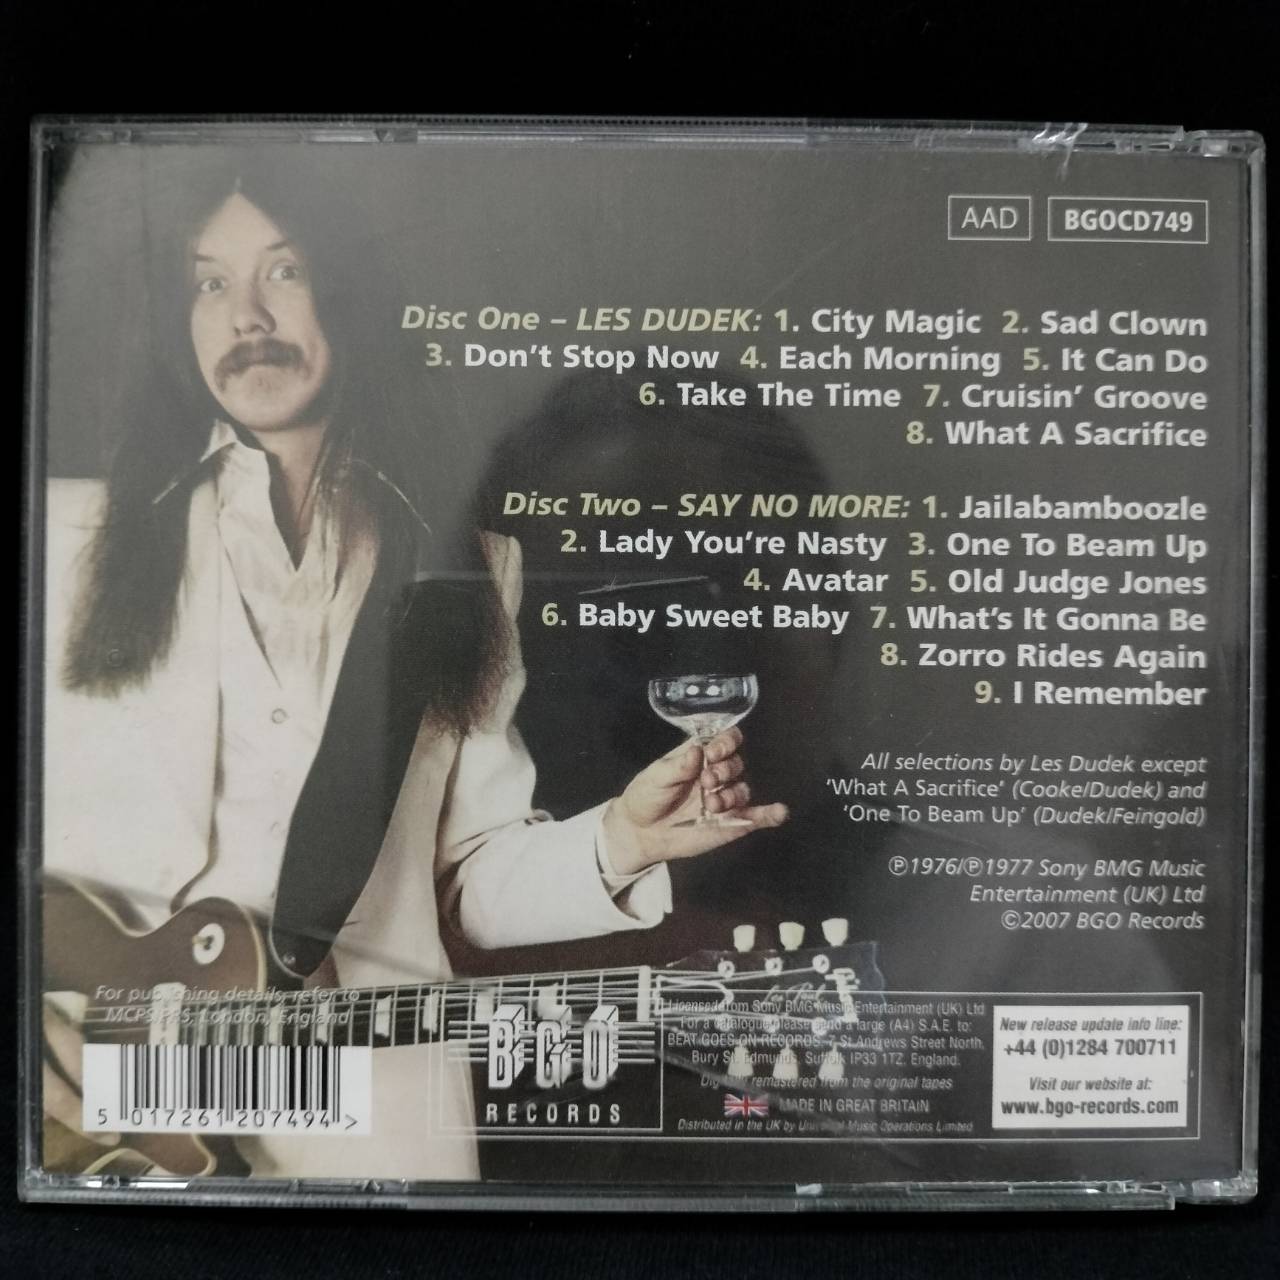 AAD BGOCD749
Disc One – LES DUDEK: 1. City Magic 2. Sad Clown
3. Don't Stop Now 4. Each Morning 5. It Can Do
6. Take The Time 7. Cruisin' Groove
8. What A Sacrifice
Disc Two – SAY NO MORE: 1. Jailabamboozle
2. Lady You're Nasty 3. One To Beam Up
4. Avatar 5. Old Judge Jones
6. Baby Sweet Baby 7. What's It Gonna Be
8. Zorro Rides Again
9. I Remember
All selections by Les Dudek except
'What A Sacrifice' (Cooke/Dudek) and
'One To Beam Up' (Dudek/Feingold)
℗1976/℗1977 Sony BMG Music
Entertainment (UK) Ltd
©2007 BGO Records
For publishing details, refer to
MCPS/PRS, London, England
5 017261 207494 >
BGO
RECORDS
Licensed from Sony BMG Music Entertainment (UK) Ltd
For a catalogue please send a large (A4) S.A.E. to:
BEAT GOES ON RECORDS, 7 St Andrews Street North,
Bury St. Edmunds, Suffolk IP33 1TZ. England.
Digitally remastered from the original tapes
MADE IN GREAT BRITAIN
Distributed in the UK by Universal Music Operations Limited
New release update info line:
+44 (0)1284 700711
Visit our website at:
www.bgo-records.com